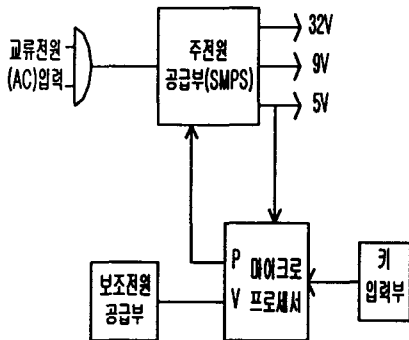 교류전원
(AC)입력
주전원
공급부(SMPS)
32V
9V
5V
P
V
마이크로
프로세서
보조전원
공급부
키
입력부